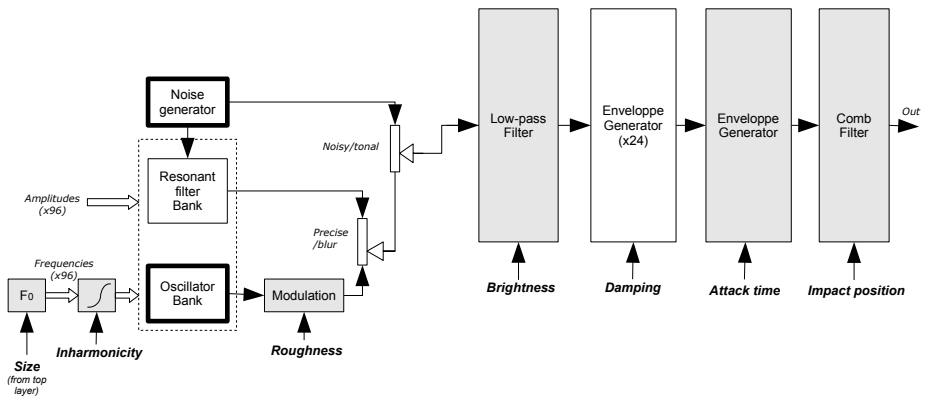 Noise
generator
Resonant
filter
Bank
Amplitudes
(x96)
Frequencies
(x96)
F0
Oscillator
Bank
Modulation
Size
(from top
layer)
Inharmonicity
Roughness
Precise
/blur
Noisy/tonal
Low-pass
Filter
Enveloppe
Generator
(x24)
Enveloppe
Generator
Comb
Filter
Out
Brightness
Damping
Attack time
Impact position